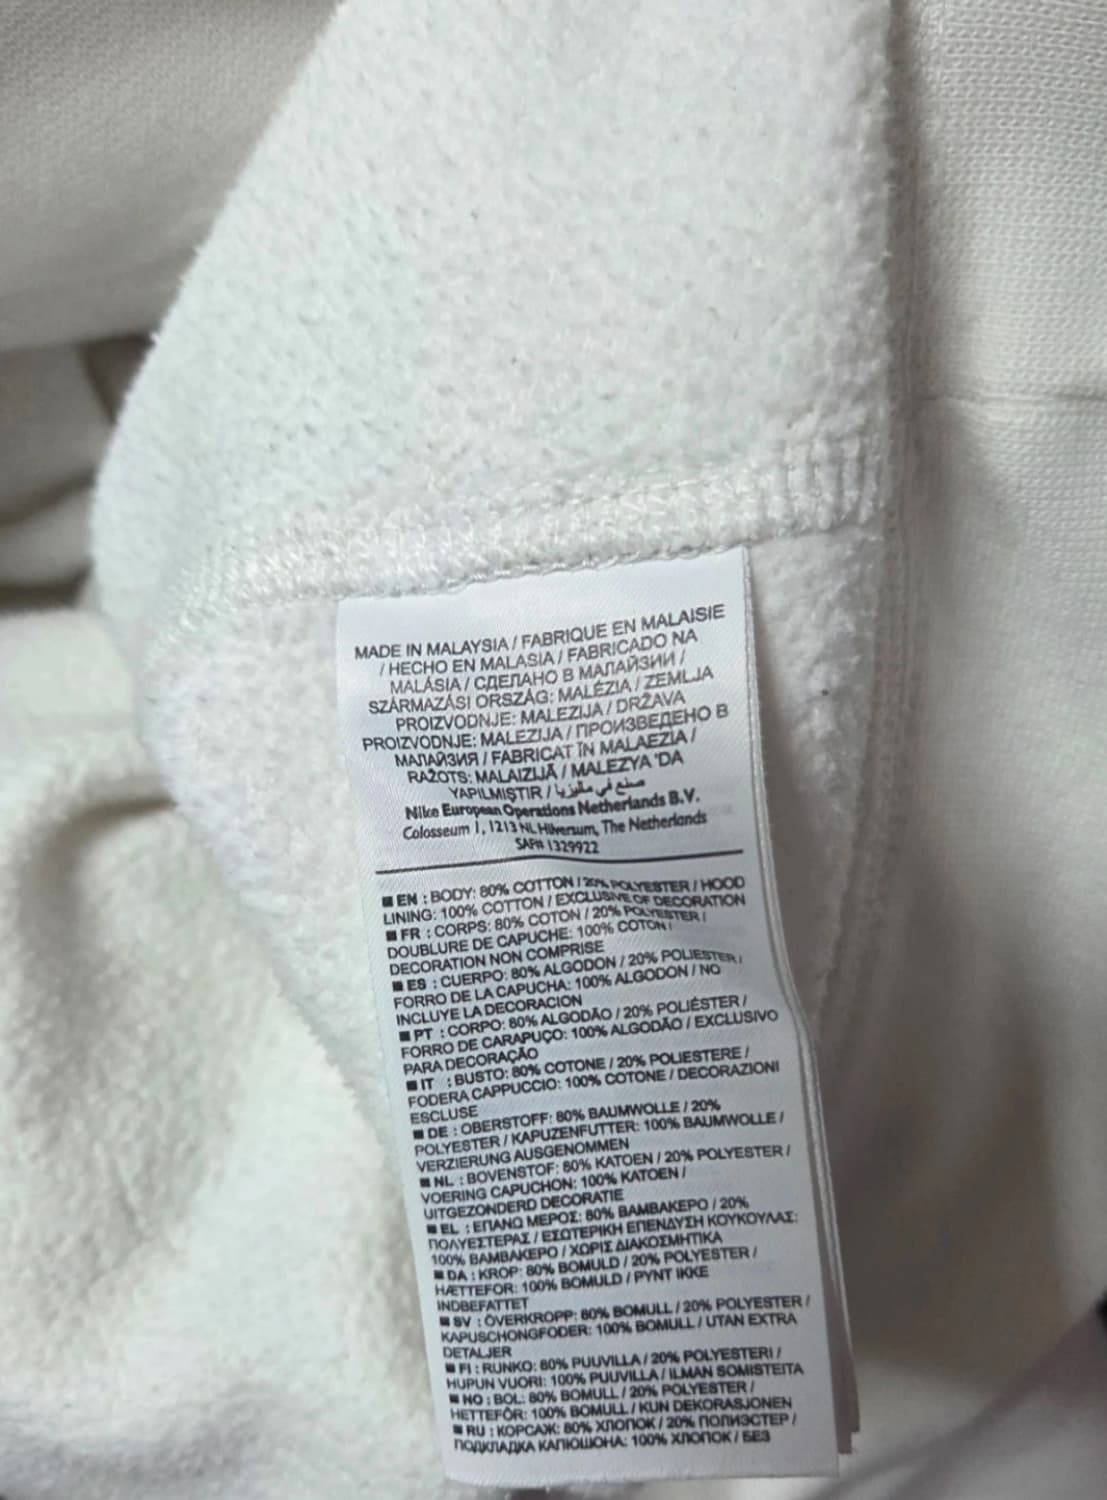 MADE IN MALAYSIA / FABRIQUE EN MALAISIE
/ HECHO EN MALASIA / FABRICADO NA
MALÁSIA / СДЕЛАНО В МАЛАЙЗИИ /
SZÁRMAZÁSI ORSZÁG: MALÉZIA / ZEMLJA
PROIZVODNJE: MALEZIJA / DRŽAVA
PROIZVODNJE: MALEZIJA / ПРОИЗВЕДЕНО В
МАЛАЙЗИЯ / FABRICAT ÎN MALAEZIA /
RAŽOTS: MALAIZIJĀ / MALEZYA 'DA
YAPILMIŞTIR / صنع في ماليزيا
Nike European Operations Netherlands B.V.
Colosseum 1, 1213 NL Hilversum, The Netherlands
SAP# 1329922
■ EN : BODY: 80% COTTON / 20% POLYESTER / HOOD
LINING: 100% COTTON / EXCLUSIVE OF DECORATION
■ FR : CORPS: 80% COTON / 20% POLYESTER /
DOUBLURE DE CAPUCHE: 100% COTON /
DECORATION NON COMPRISE
■ ES : CUERPO: 80% ALGODON / 20% POLIESTER /
FORRO DE LA CAPUCHA: 100% ALGODON / NO
INCLUYE LA DECORACION
■ PT : CORPO: 80% ALGODÃO / 20% POLIÉSTER /
FORRO DE CARAPUÇO: 100% ALGODÃO / EXCLUSIVO
PARA DECORAÇÃO
■ IT : BUSTO: 80% COTONE / 20% POLIESTERE /
FODERA CAPPUCCIO: 100% COTONE / DECORAZIONI
ESCLUSE
■ DE : OBERSTOFF: 80% BAUMWOLLE / 20%
POLYESTER / KAPUZENFUTTER: 100% BAUMWOLLE /
VERZIERUNG AUSGENOMMEN
■ NL : BOVENSTOF: 80% KATOEN / 20% POLYESTER /
VOERING CAPUCHON: 100% KATOEN /
UITGEZONDERD DECORATIE
■ EL : ΕΠΑΝΩ ΜΕΡΟΣ: 80% ΒΑΜΒΑΚΕΡΟ / 20%
ΠΟΛΥΕΣΤΕΡΑΣ / ΕΣΩΤΕΡΙΚΗ ΕΠΕΝΔΥΣΗ ΚΟΥΚΟΥΛΑΣ:
100% ΒΑΜΒΑΚΕΡΟ / ΧΩΡΙΣ ΔΙΑΚΟΣΜΗΤΙΚΑ
■ DA : KROP: 80% BOMULD / 20% POLYESTER /
HÆTTEFOR: 100% BOMULD / PYNT IKKE
INDBEFATTET
■ SV : ÖVERKROPP: 80% BOMULL / 20% POLYESTER /
KAPUSCHONGFODER: 100% BOMULL / UTAN EXTRA
DETALJER
■ FI : RUNKO: 80% PUUVILLA / 20% POLYESTERI /
HUPUN VUORI: 100% PUUVILLA / ILMAN SOMISTEITA
■ NO : BOL: 80% BOMULL / 20% POLYESTER /
HETTEFÔR: 100% BOMULL / KUN DEKORASJONEN
■ RU : КОРСАЖ: 80% ХЛОПОК / 20% ПОЛИЭСТЕР /
ПОДКЛАДКА КАПЮШОНА: 100% ХЛОПОК / БЕЗ